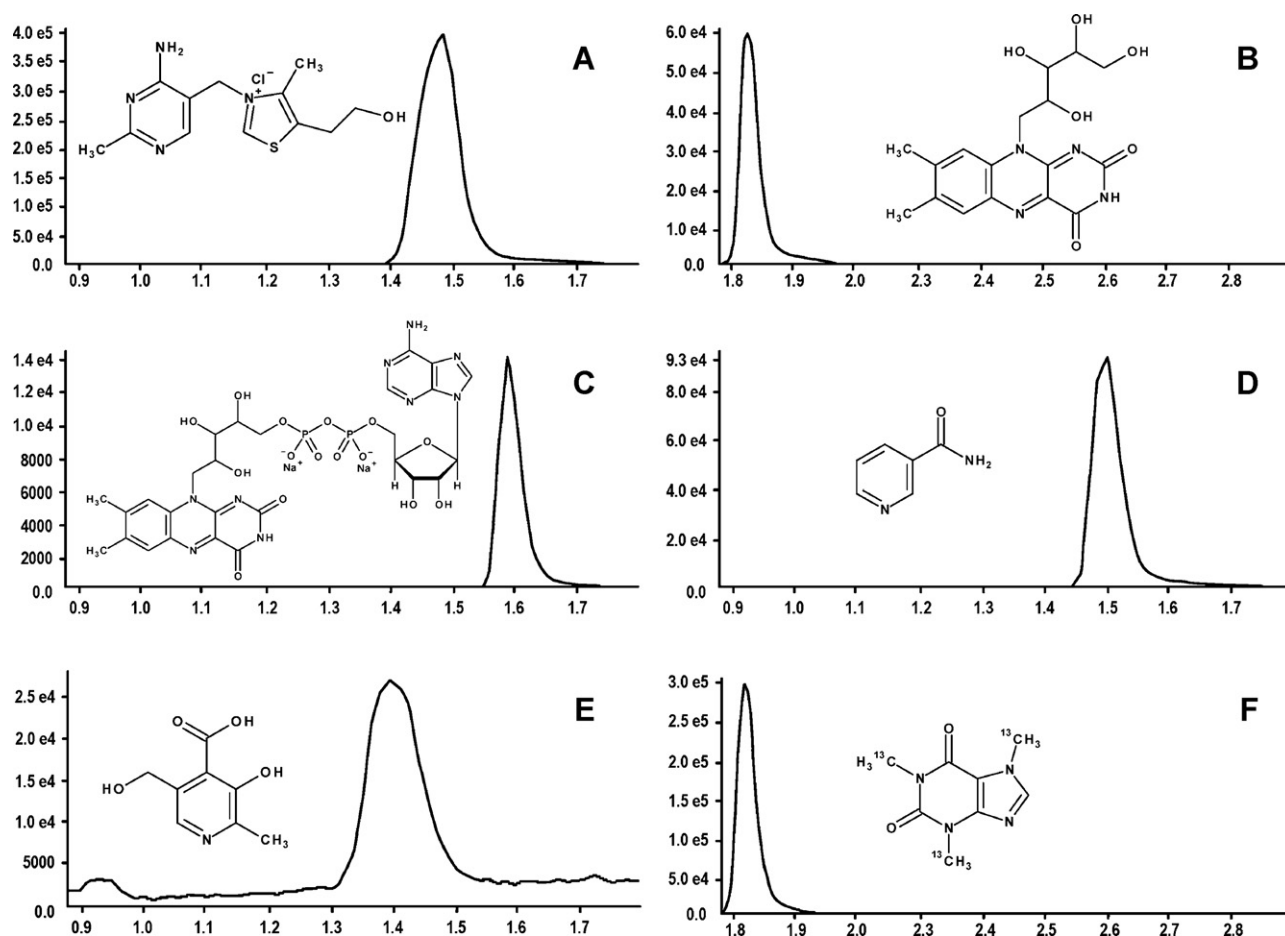 A
4.0 e5
3.5 e5
3.0 e5
2.5 e5
2.0 e5
1.5 e5
1.0 e5
5.0 e4
0.0
NH2
N
N
H3C
N+
Cl−
CH3
S
OH
0.9 1.0 1.1 1.2 1.3 1.4 1.5 1.6 1.7
B
6.0 e4
5.0 e4
4.0 e4
3.0 e4
2.0 e4
1.0 e4
0.0
OH
HO
OH
OH
H3C
H3C
N
N
O
N
NH
O
1.8 1.9 2.0 2.3 2.4 2.5 2.6 2.7 2.8
C
1.4 e4
1.2 e4
1.0 e4
8000
6000
4000
2000
0.0
NH2
N
N
N
N
OH
HO
OH
O
P
O
P
O
O−
Na+
O
O
O−
Na+
O
H
H
HO
OH
H3C
H3C
N
N
O
N
NH
O
0.9 1.0 1.1 1.2 1.3 1.4 1.5 1.6 1.7
D
9.3 e4
8.0 e4
6.0 e4
4.0 e4
2.0 e4
0.0
O
NH2
N
0.9 1.0 1.1 1.2 1.3 1.4 1.5 1.6 1.7
E
2.5 e4
2.0 e4
1.5 e4
1.0 e4
5000
0.0
O
OH
HO
OH
N
CH3
0.9 1.0 1.1 1.2 1.3 1.4 1.5 1.6 1.7
F
3.0 e5
2.5 e5
2.0 e5
1.5 e5
1.0 e5
5.0 e4
0.0
O
13CH3
H3 13C
N
N
O
N
N
13CH3
1.8 1.9 2.0 2.3 2.4 2.5 2.6 2.7 2.8